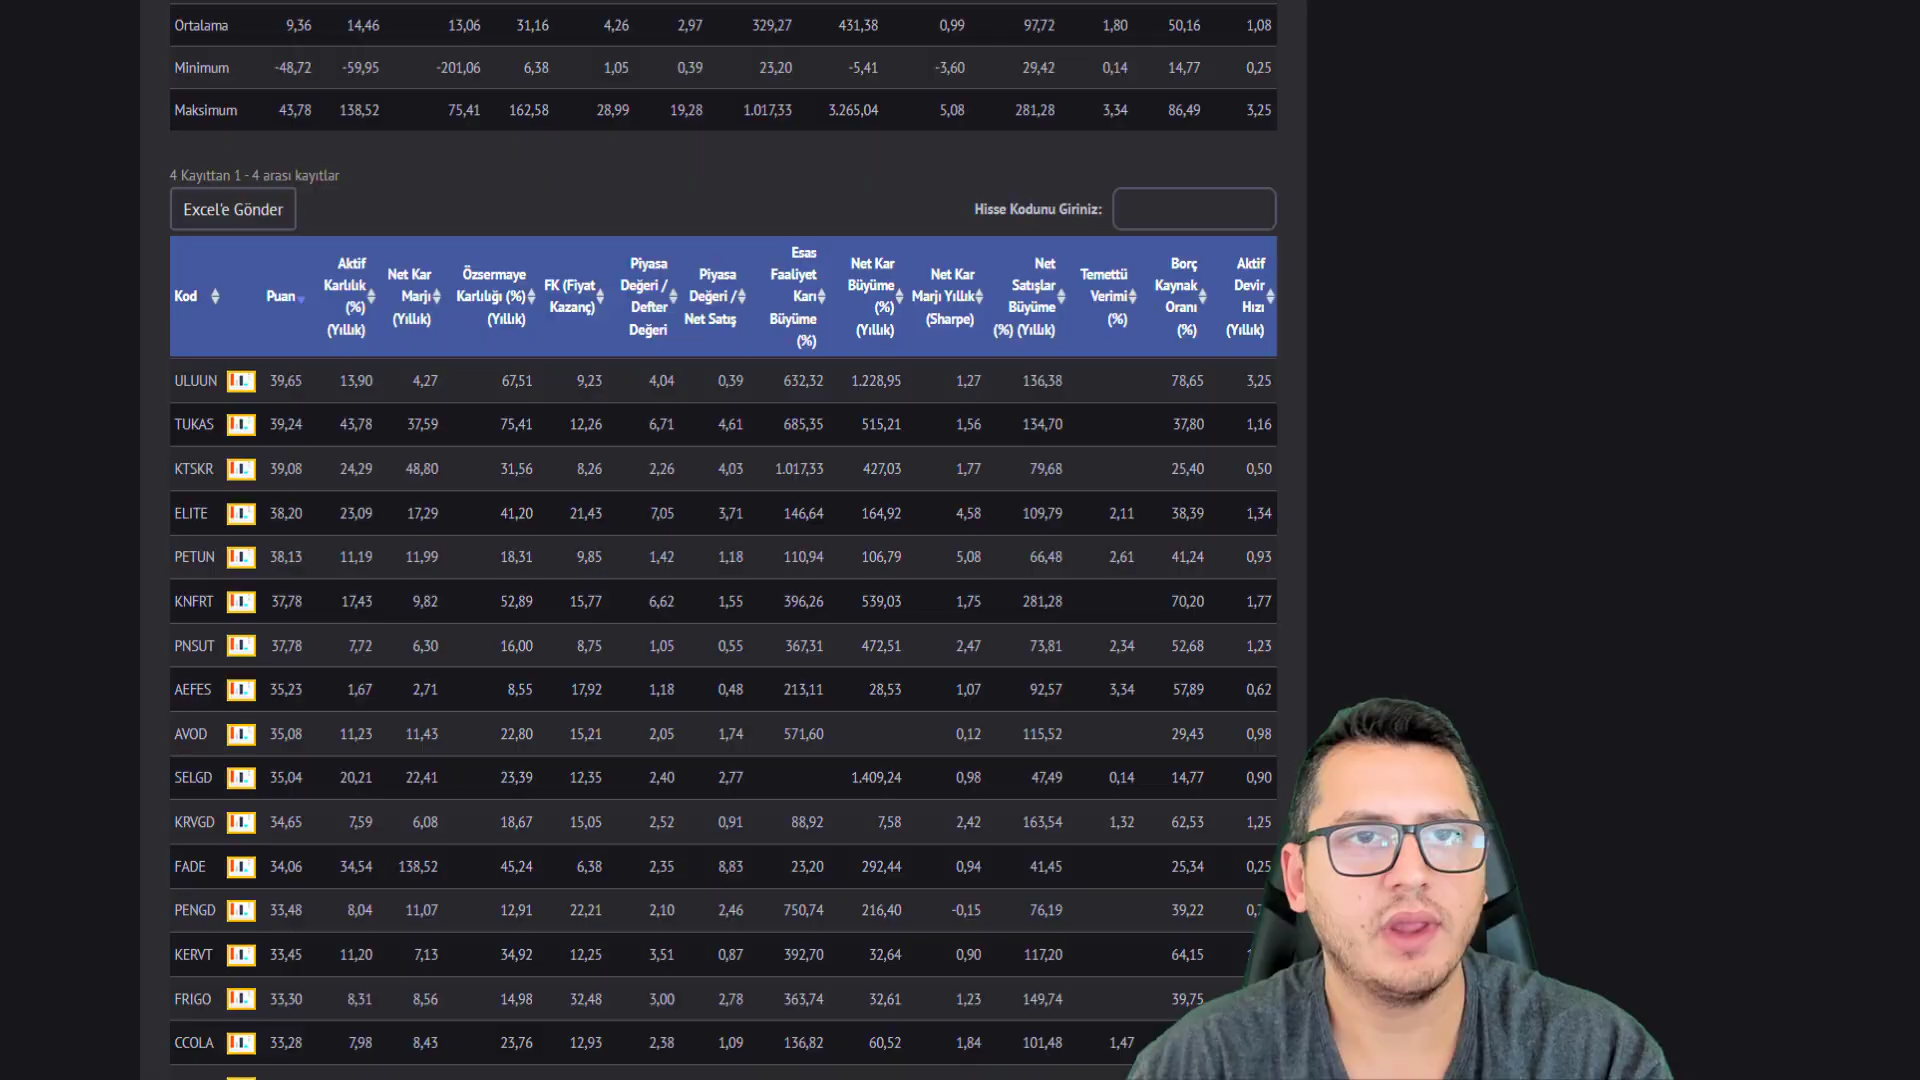 Ortalama 9,36 14,46 13,06 31,16 4,26 2,97 329,27 431,38 0,99 97,72 1,80 50,16 1,08
Minimum -48,72 -59,95 -201,06 6,38 1,05 0,39 23,20 -5,41 -3,60 29,42 0,14 14,77 0,25
Maksimum 43,78 138,52 75,41 162,58 28,99 19,28 1.017,33 3.265,04 5,08 281,28 3,34 86,49 3,25
4 Kayıttan 1 - 4 arası kayıtlar
Excel'e Gönder
Hisse Kodunu Giriniz:
Kod
Puan
Aktif
Karlılık
(%)
(Yıllık)
Net Kar
Marjı
(Yıllık)
Özsermaye
Karlılığı (%)
(Yıllık)
FK (Fiyat
Kazanç)
Piyasa
Değeri /
Defter
Değeri
Piyasa
Değeri /
Net Satış
Esas
Faaliyet
Karı
Büyüme
(%)
Net Kar
Büyüme
(%)
(Yıllık)
Net Kar
Marjı Yıllık
(Sharpe)
Net
Satışlar
Büyüme
(%) (Yıllık)
Temettü
Verimi
(%)
Borç
Kaynak
Oranı
(%)
Aktif
Devir
Hızı
(Yıllık)
ULUUN 39,65 13,90 4,27 67,51 9,23 4,04 0,39 632,32 1.228,95 1,27 136,38 78,65 3,25
TUKAS 39,24 43,78 37,59 75,41 12,26 6,71 4,61 685,35 515,21 1,56 134,70 37,80 1,16
KTSKR 39,08 24,29 48,80 31,56 8,26 2,26 4,03 1.017,33 427,03 1,77 79,68 25,40 0,50
ELITE 38,20 23,09 17,29 41,20 21,43 7,05 3,71 146,64 164,92 4,58 109,79 2,11 38,39 1,34
PETUN 38,13 11,19 11,99 18,31 9,85 1,42 1,18 110,94 106,79 5,08 66,48 2,61 41,24 0,93
KNFRT 37,78 17,43 9,82 52,89 15,77 6,62 1,55 396,26 539,03 1,75 281,28 70,20 1,77
PNSUT 37,78 7,72 6,30 16,00 8,75 1,05 0,55 367,31 472,51 2,47 73,81 2,34 52,68 1,23
AEFES 35,23 1,67 2,71 8,55 17,92 1,18 0,48 213,11 28,53 1,07 92,57 3,34 57,89 0,62
AVOD 35,08 11,23 11,43 22,80 15,21 2,05 1,74 571,60 0,12 115,52 29,43 0,98
SELGD 35,04 20,21 22,41 23,39 12,35 2,40 2,77 1.409,24 0,98 47,49 0,14 14,77 0,90
KRVGD 34,65 7,59 6,08 18,67 15,05 2,52 0,91 88,92 7,58 2,42 163,54 1,32 62,53 1,25
FADE 34,06 34,54 138,52 45,24 6,38 2,35 8,83 23,20 292,44 0,94 41,45 25,34 0,25
PENGD 33,48 8,04 11,07 12,91 22,21 2,10 2,46 750,74 216,40 -0,15 76,19 39,22
KERVT 33,45 11,20 7,13 34,92 12,25 3,51 0,87 392,70 32,64 0,90 117,20 64,15
FRIGO 33,30 8,31 8,56 14,98 32,48 3,00 2,78 363,74 32,61 1,23 149,74 39,75
CCOLA 33,28 7,98 8,43 23,76 12,93 2,38 1,09 136,82 60,52 1,84 101,48 1,47